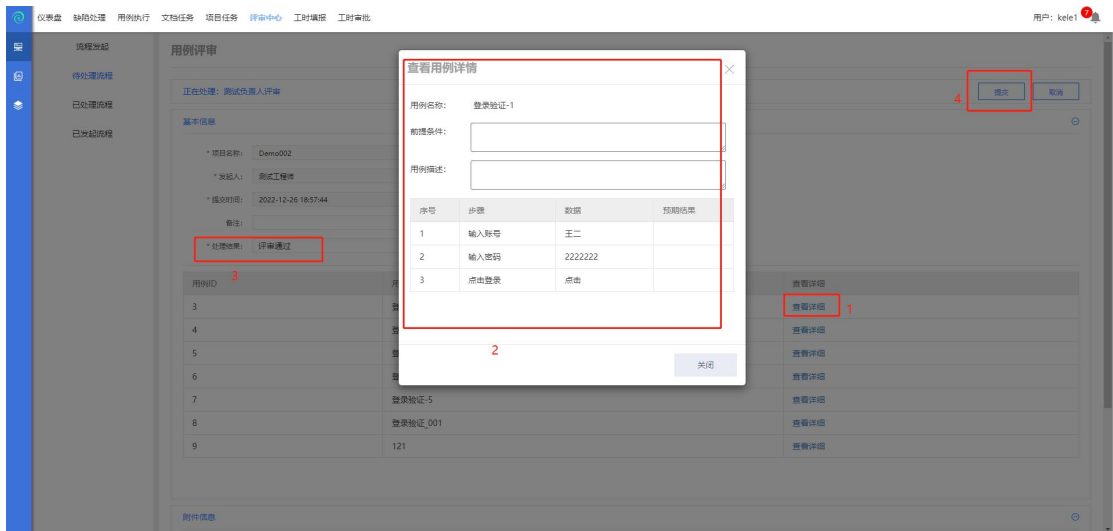 仪表盘 缺陷处理 用例执行 文档任务 项目任务 评审中心 工时填报 工时审批 用户：kele1 7
流程发起
待处理流程
已处理流程
已发起流程
用例评审
正在处理：测试负责人评审 4 提交 取消
基本信息
* 项目名称： Demo002
* 发起人： 测试工程师
* 提交时间： 2022-12-26 18:57:44
备注：
* 处理结果： 评审通过
3
查看用例详情
用例名称： 登录验证-1
前提条件：
用例描述：
序号 步骤 数据 预期结果
1 输入账号 王二
2 输入密码 2222222
3 点击登录 点击
2
关闭
用例ID 用 查看详细
3 登 查看详细 1
4 登 查看详细
5 登 查看详细
6 登 查看详细
7 登录验证-5 查看详细
8 登录验证_001 查看详细
9 121 查看详细
附件信息